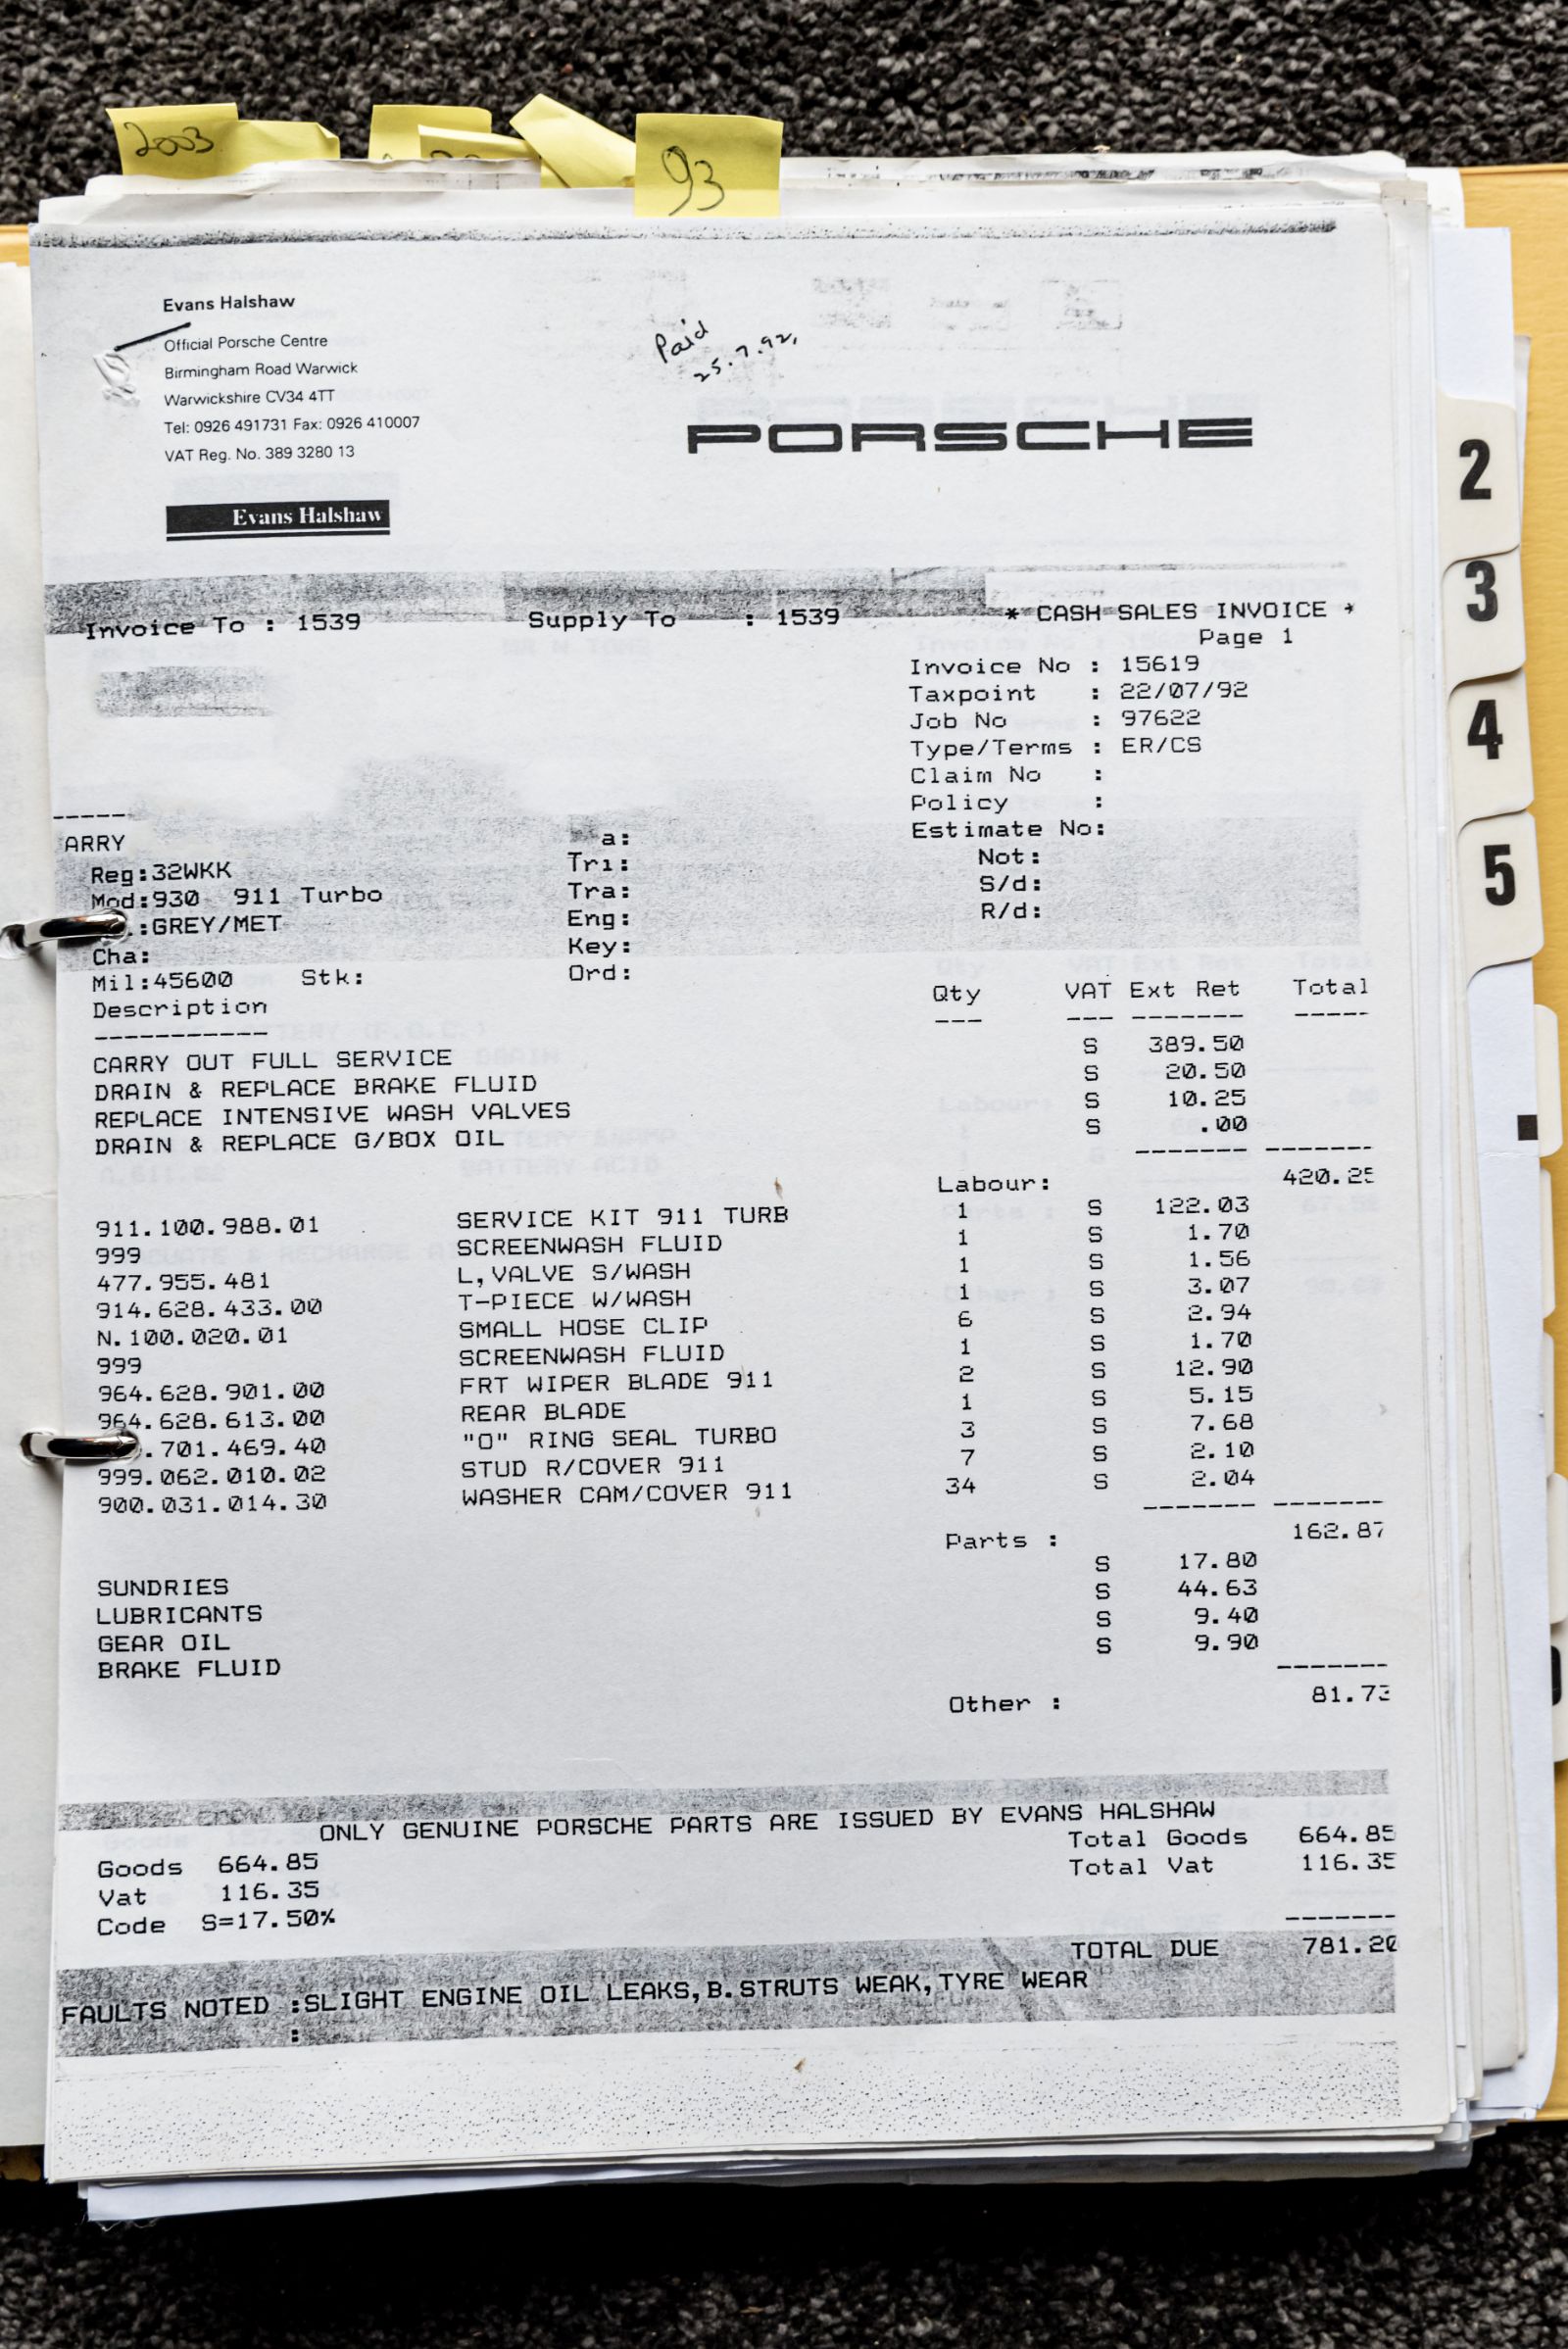 2003
93
Evans Halshaw
Official Porsche Centre
Birmingham Road Warwick
Warwickshire CV34 4TT
Tel: 0926 491731 Fax: 0926 410007
VAT Reg. No. 389 3280 13
Evans Halshaw
Paid
25.7.92,
PORSCHE
2
3
4
5
Invoice To : 1539 Supply To : 1539 * CASH SALES INVOICE *
Page 1
Invoice No : 15619
Taxpoint : 22/07/92
Job No : 97622
Type/Terms : ER/CS
Claim No :
Policy :
ARRY a: Estimate No:
Reg:32WKK Tri: Not:
Mod:930 911 Turbo Tra: S/d:
.:GREY/MET Eng: R/d:
Cha: Key:
Mil:45600 Stk: Ord:
Description Qty VAT Ext Ret Total
CARRY OUT FULL SERVICE S 389.50
DRAIN & REPLACE BRAKE FLUID S 20.50
REPLACE INTENSIVE WASH VALVES S 10.25
DRAIN & REPLACE G/BOX OIL S .00
Labour: 420.25
911.100.988.01 SERVICE KIT 911 TURB 1 S 122.03
999 SCREENWASH FLUID 1 S 1.70
477.955.481 L,VALVE S/WASH 1 S 1.56
914.628.433.00 T-PIECE W/WASH 1 S 3.07
N.100.020.01 SMALL HOSE CLIP 6 S 2.94
999 SCREENWASH FLUID 1 S 1.70
964.628.901.00 FRT WIPER BLADE 911 2 S 12.90
964.628.613.00 REAR BLADE 1 S 5.15
.701.469.40 "O" RING SEAL TURBO 3 S 7.68
999.062.010.02 STUD R/COVER 911 7 S 2.10
900.031.014.30 WASHER CAM/COVER 911 34 S 2.04
Parts : 162.87
SUNDRIES S 17.80
LUBRICANTS S 44.63
GEAR OIL S 9.40
BRAKE FLUID S 9.90
Other : 81.73
ONLY GENUINE PORSCHE PARTS ARE ISSUED BY EVANS HALSHAW
Goods 664.85 Total Goods 664.85
Vat 116.35 Total Vat 116.35
Code S=17.50%
TOTAL DUE 781.20
FAULTS NOTED :SLIGHT ENGINE OIL LEAKS,B.STRUTS WEAK,TYRE WEAR
: